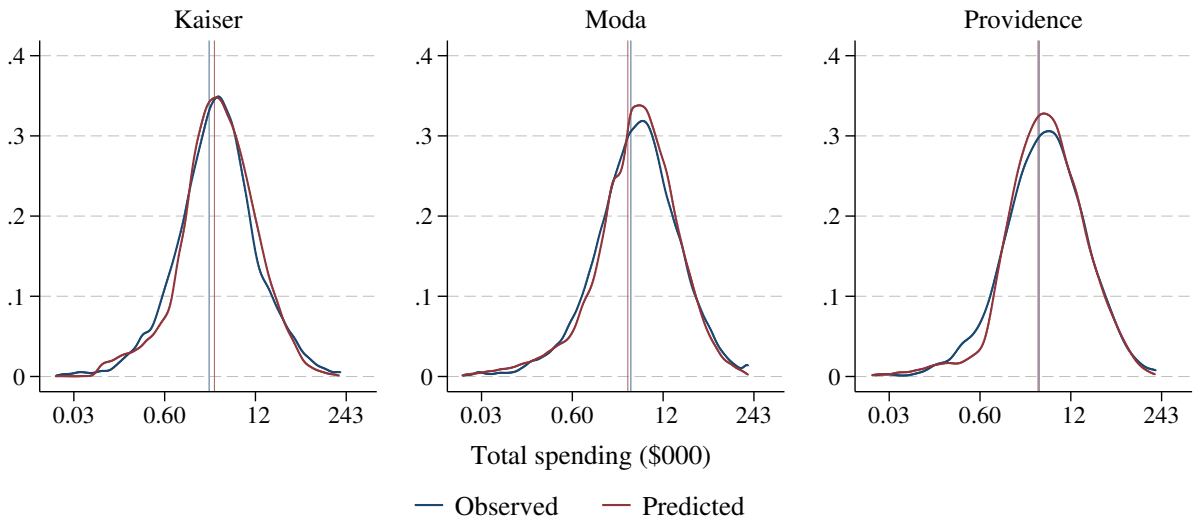 Kaiser Moda Providence
.4 .4 .4
.3 .3 .3
.2 .2 .2
.1 .1 .1
0 0 0
0.03 0.60 12 243 0.03 0.60 12 243 0.03 0.60 12 243
Total spending ($000)
Observed Predicted